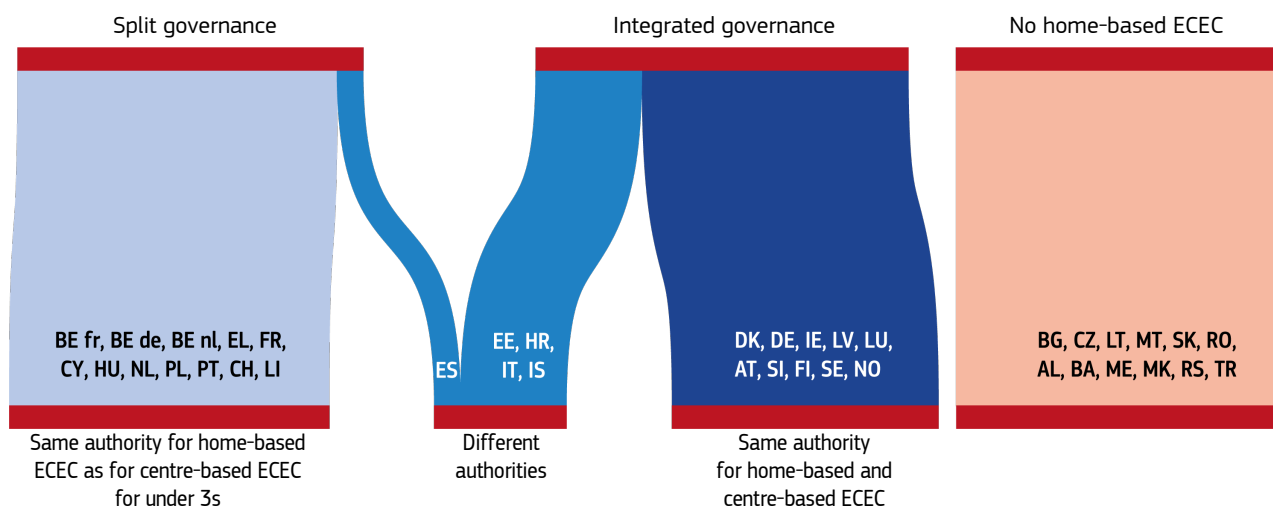 Split governance
Integrated governance
No home-based ECEC
BE fr, BE de, BE nl, EL, FR,
CY, HU, NL, PL, PT, CH, LI
ES
EE, HR,
IT, IS
DK, DE, IE, LV, LU,
AT, SI, FI, SE, NO
BG, CZ, LT, MT, SK, RO,
AL, BA, ME, MK, RS, TR
Same authority for home-based
ECEC as for centre-based ECEC
for under 3s
Different
authorities
Same authority
for home-based and
centre-based ECEC